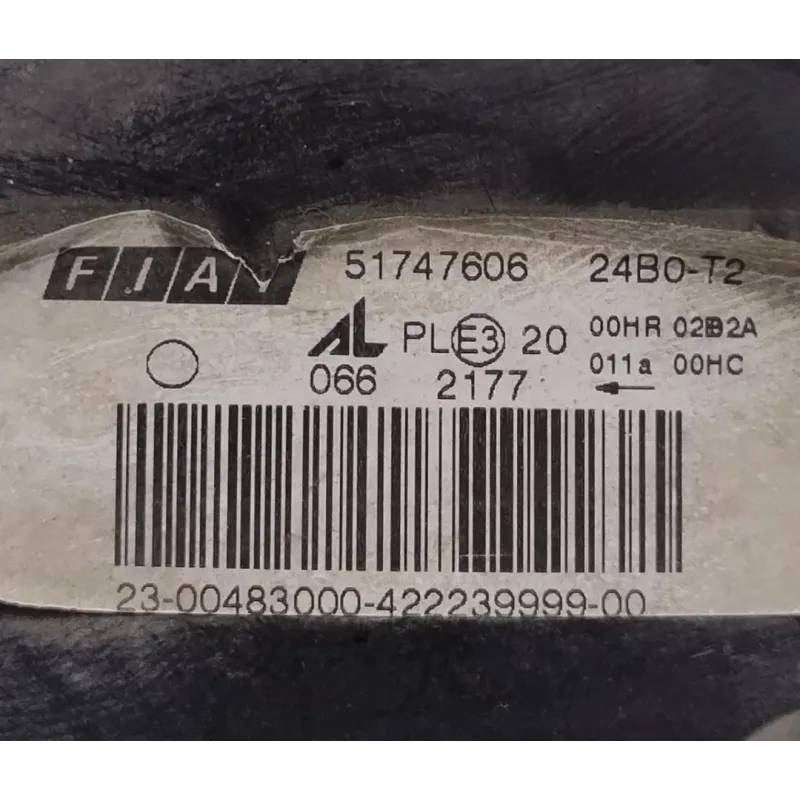 FIAT 51747606 24B0-T2
AL PL E3 20 00HR 02B2A
066 2177 011a ← 00HC
23-00483000-422239999-00